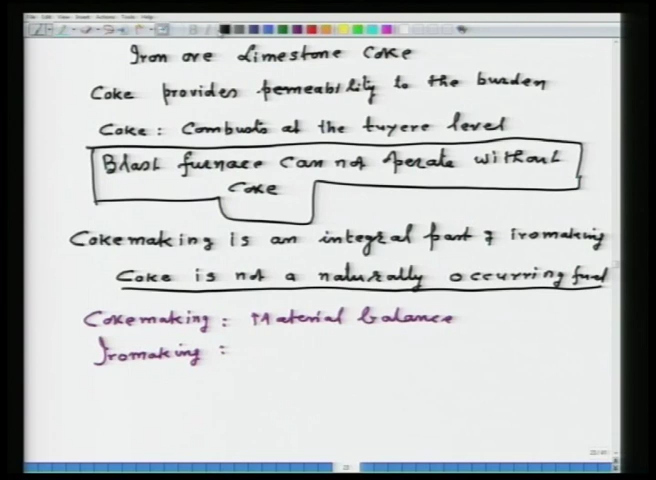 Iron ore Limestone Coke
Coke provides permeability to the burden
Coke: Combusts at the tuyere level
Blast furnace can not operate without
Coke
Cokemaking is an integral part of iromaking
Coke is not a naturally occurring fuel
Cokemaking: Material balance
Iromaking: